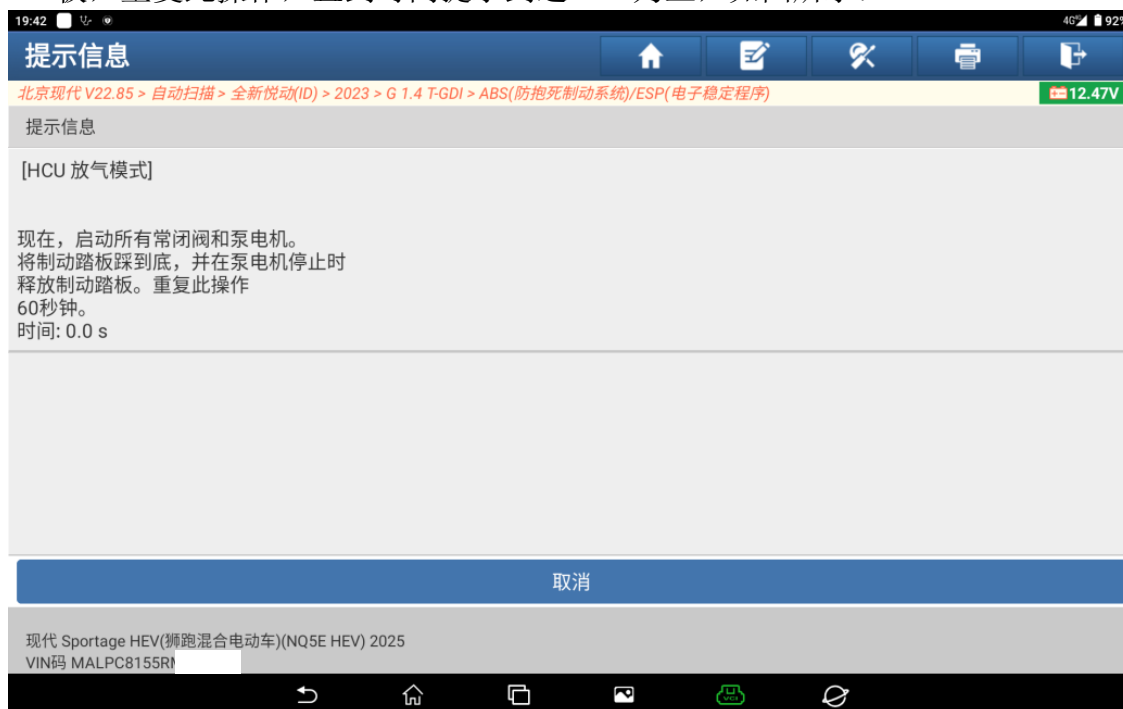 19:42
4G 92%
提示信息
北京现代 V22.85 > 自动扫描 > 全新悦动(ID) > 2023 > G 1.4 T-GDI > ABS(防抱死制动系统)/ESP(电子稳定程序)
12.47V
提示信息
[HCU 放气模式]
现在，启动所有常闭阀和泵电机。
将制动踏板踩到底，并在泵电机停止时
释放制动踏板。重复此操作
60秒钟。
时间: 0.0 s
取消
现代 Sportage HEV(狮跑混合电动车)(NQ5E HEV) 2025
VIN码 MALPC8155R
VCI